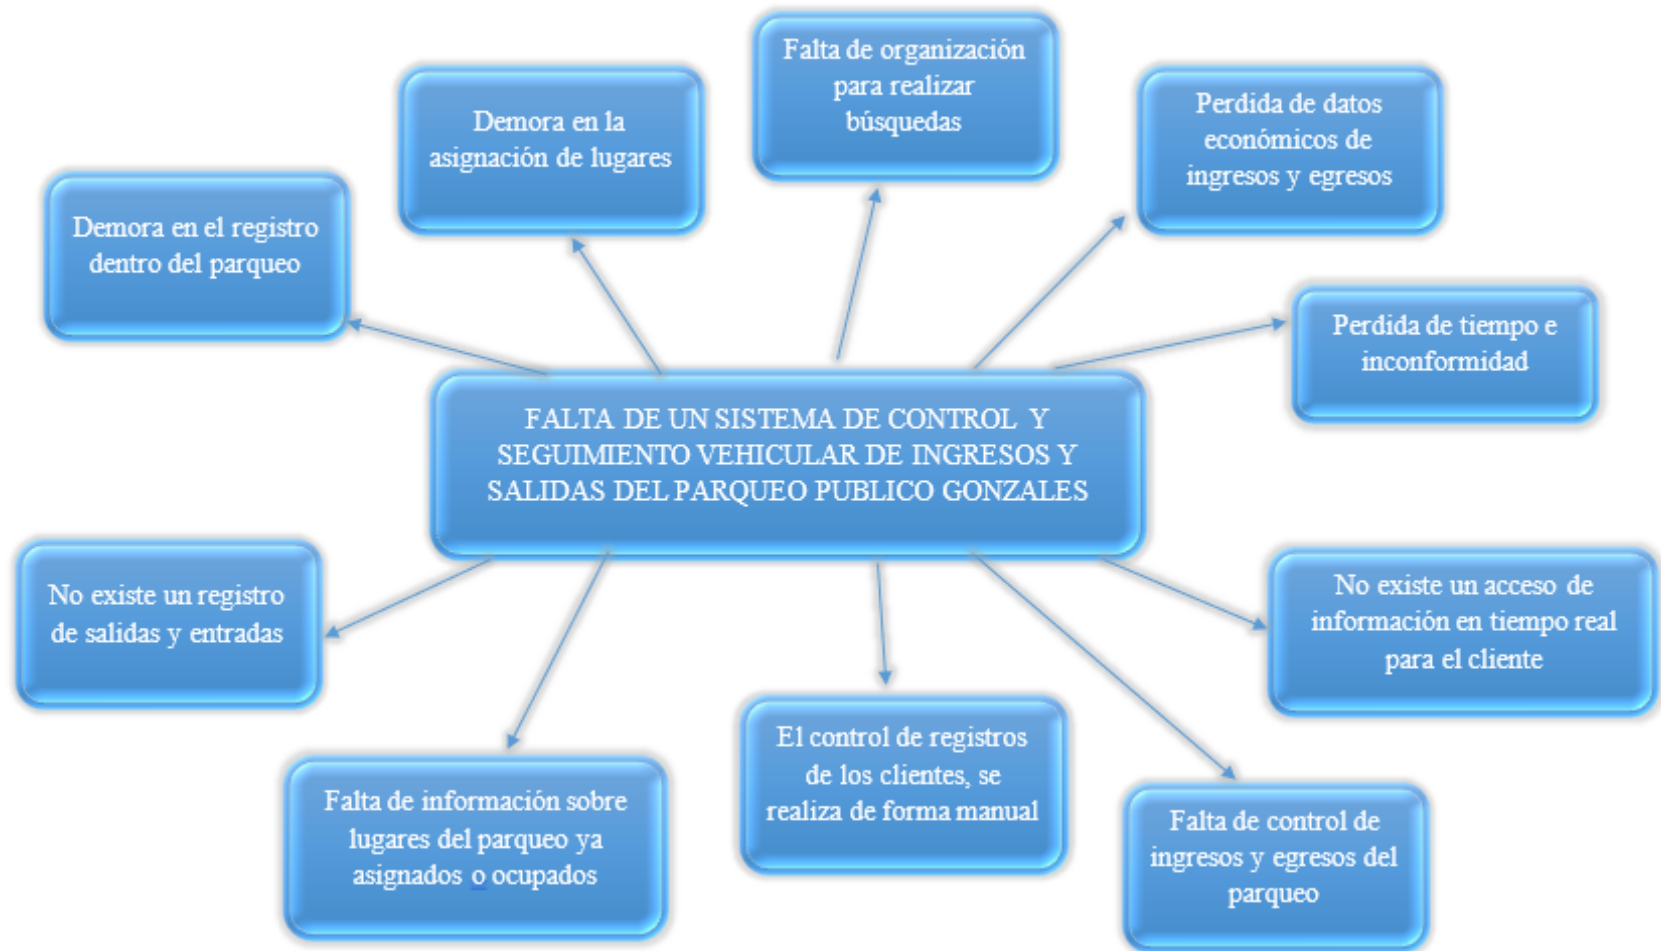 Falta de organización
para realizar
búsquedas
Demora en la
asignación de lugares
Perdida de datos
económicos de
ingresos y egresos
Demora en el registro
dentro del parqueo
Perdida de tiempo e
inconformidad
FALTA DE UN SISTEMA DE CONTROL Y
SEGUIMIENTO VEHICULAR DE INGRESOS Y
SALIDAS DEL PARQUEO PUBLICO GONZALES
No existe un registro
de salidas y entradas
No existe un acceso de
información en tiempo real
para el cliente
Falta de información sobre
lugares del parqueo ya
asignados o ocupados
El control de registros
de los clientes, se
realiza de forma manual
Falta de control de
ingresos y egresos del
parqueo